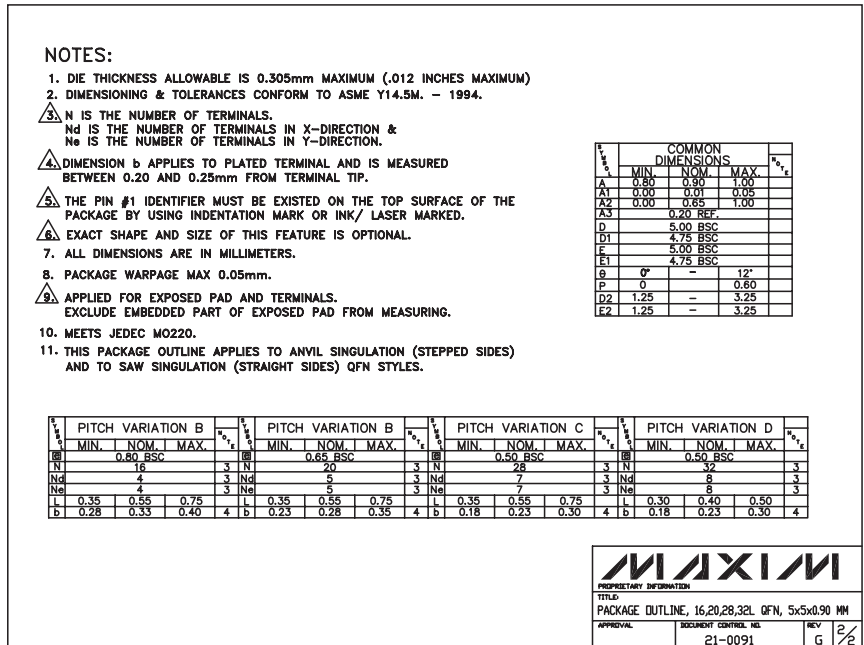 NOTES:
1. DIE THICKNESS ALLOWABLE IS 0.305mm MAXIMUM (.012 INCHES MAXIMUM)
2. DIMENSIONING & TOLERANCES CONFORM TO ASME Y14.5M. – 1994.
3. N IS THE NUMBER OF TERMINALS.
Nd IS THE NUMBER OF TERMINALS IN X–DIRECTION &
Ne IS THE NUMBER OF TERMINALS IN Y–DIRECTION.
4. DIMENSION b APPLIES TO PLATED TERMINAL AND IS MEASURED
BETWEEN 0.20 AND 0.25mm FROM TERMINAL TIP.
5. THE PIN #1 IDENTIFIER MUST BE EXISTED ON THE TOP SURFACE OF THE
PACKAGE BY USING INDENTATION MARK OR INK/ LASER MARKED.
6. EXACT SHAPE AND SIZE OF THIS FEATURE IS OPTIONAL.
7. ALL DIMENSIONS ARE IN MILLIMETERS.
8. PACKAGE WARPAGE MAX 0.05mm.
9. APPLIED FOR EXPOSED PAD AND TERMINALS.
EXCLUDE EMBEDDED PART OF EXPOSED PAD FROM MEASURING.
10. MEETS JEDEC MO220.
11. THIS PACKAGE OUTLINE APPLIES TO ANVIL SINGULATION (STEPPED SIDES)
AND TO SAW SINGULATION (STRAIGHT SIDES) QFN STYLES.
SYMBOL COMMON DIMENSIONS NOTE
MIN. NOM. MAX.
A 0.80 0.90 1.00
A1 0.00 0.01 0.05
A2 0.00 0.65 1.00
A3 0.20 REF.
D 5.00 BSC
D1 4.75 BSC
E 5.00 BSC
E1 4.75 BSC
θ 0° – 12°
P 0 0.60
D2 1.25 – 3.25
E2 1.25 – 3.25
SYMBOL PITCH VARIATION B NOTE SYMBOL PITCH VARIATION B NOTE SYMBOL PITCH VARIATION C NOTE SYMBOL PITCH VARIATION D NOTE
MIN. NOM. MAX. MIN. NOM. MAX. MIN. NOM. MAX. MIN. NOM. MAX.
e 0.80 BSC e 0.65 BSC e 0.50 BSC e 0.50 BSC
N 16 3 N 20 3 N 28 3 N 32 3
Nd 4 3 Nd 5 3 Nd 7 3 Nd 8 3
Ne 4 3 Ne 5 3 Ne 7 3 Ne 8 3
L 0.35 0.55 0.75 L 0.35 0.55 0.75 L 0.35 0.55 0.75 L 0.30 0.40 0.50
b 0.28 0.33 0.40 4 b 0.23 0.28 0.35 4 b 0.18 0.23 0.30 4 b 0.18 0.23 0.30 4
MAXIM
PROPRIETARY INFORMATION
TITLE:
PACKAGE OUTLINE, 16,20,28,32L QFN, 5x5x0.90 MM
APPROVAL DOCUMENT CONTROL NO. REV
21-0091 G 2/2